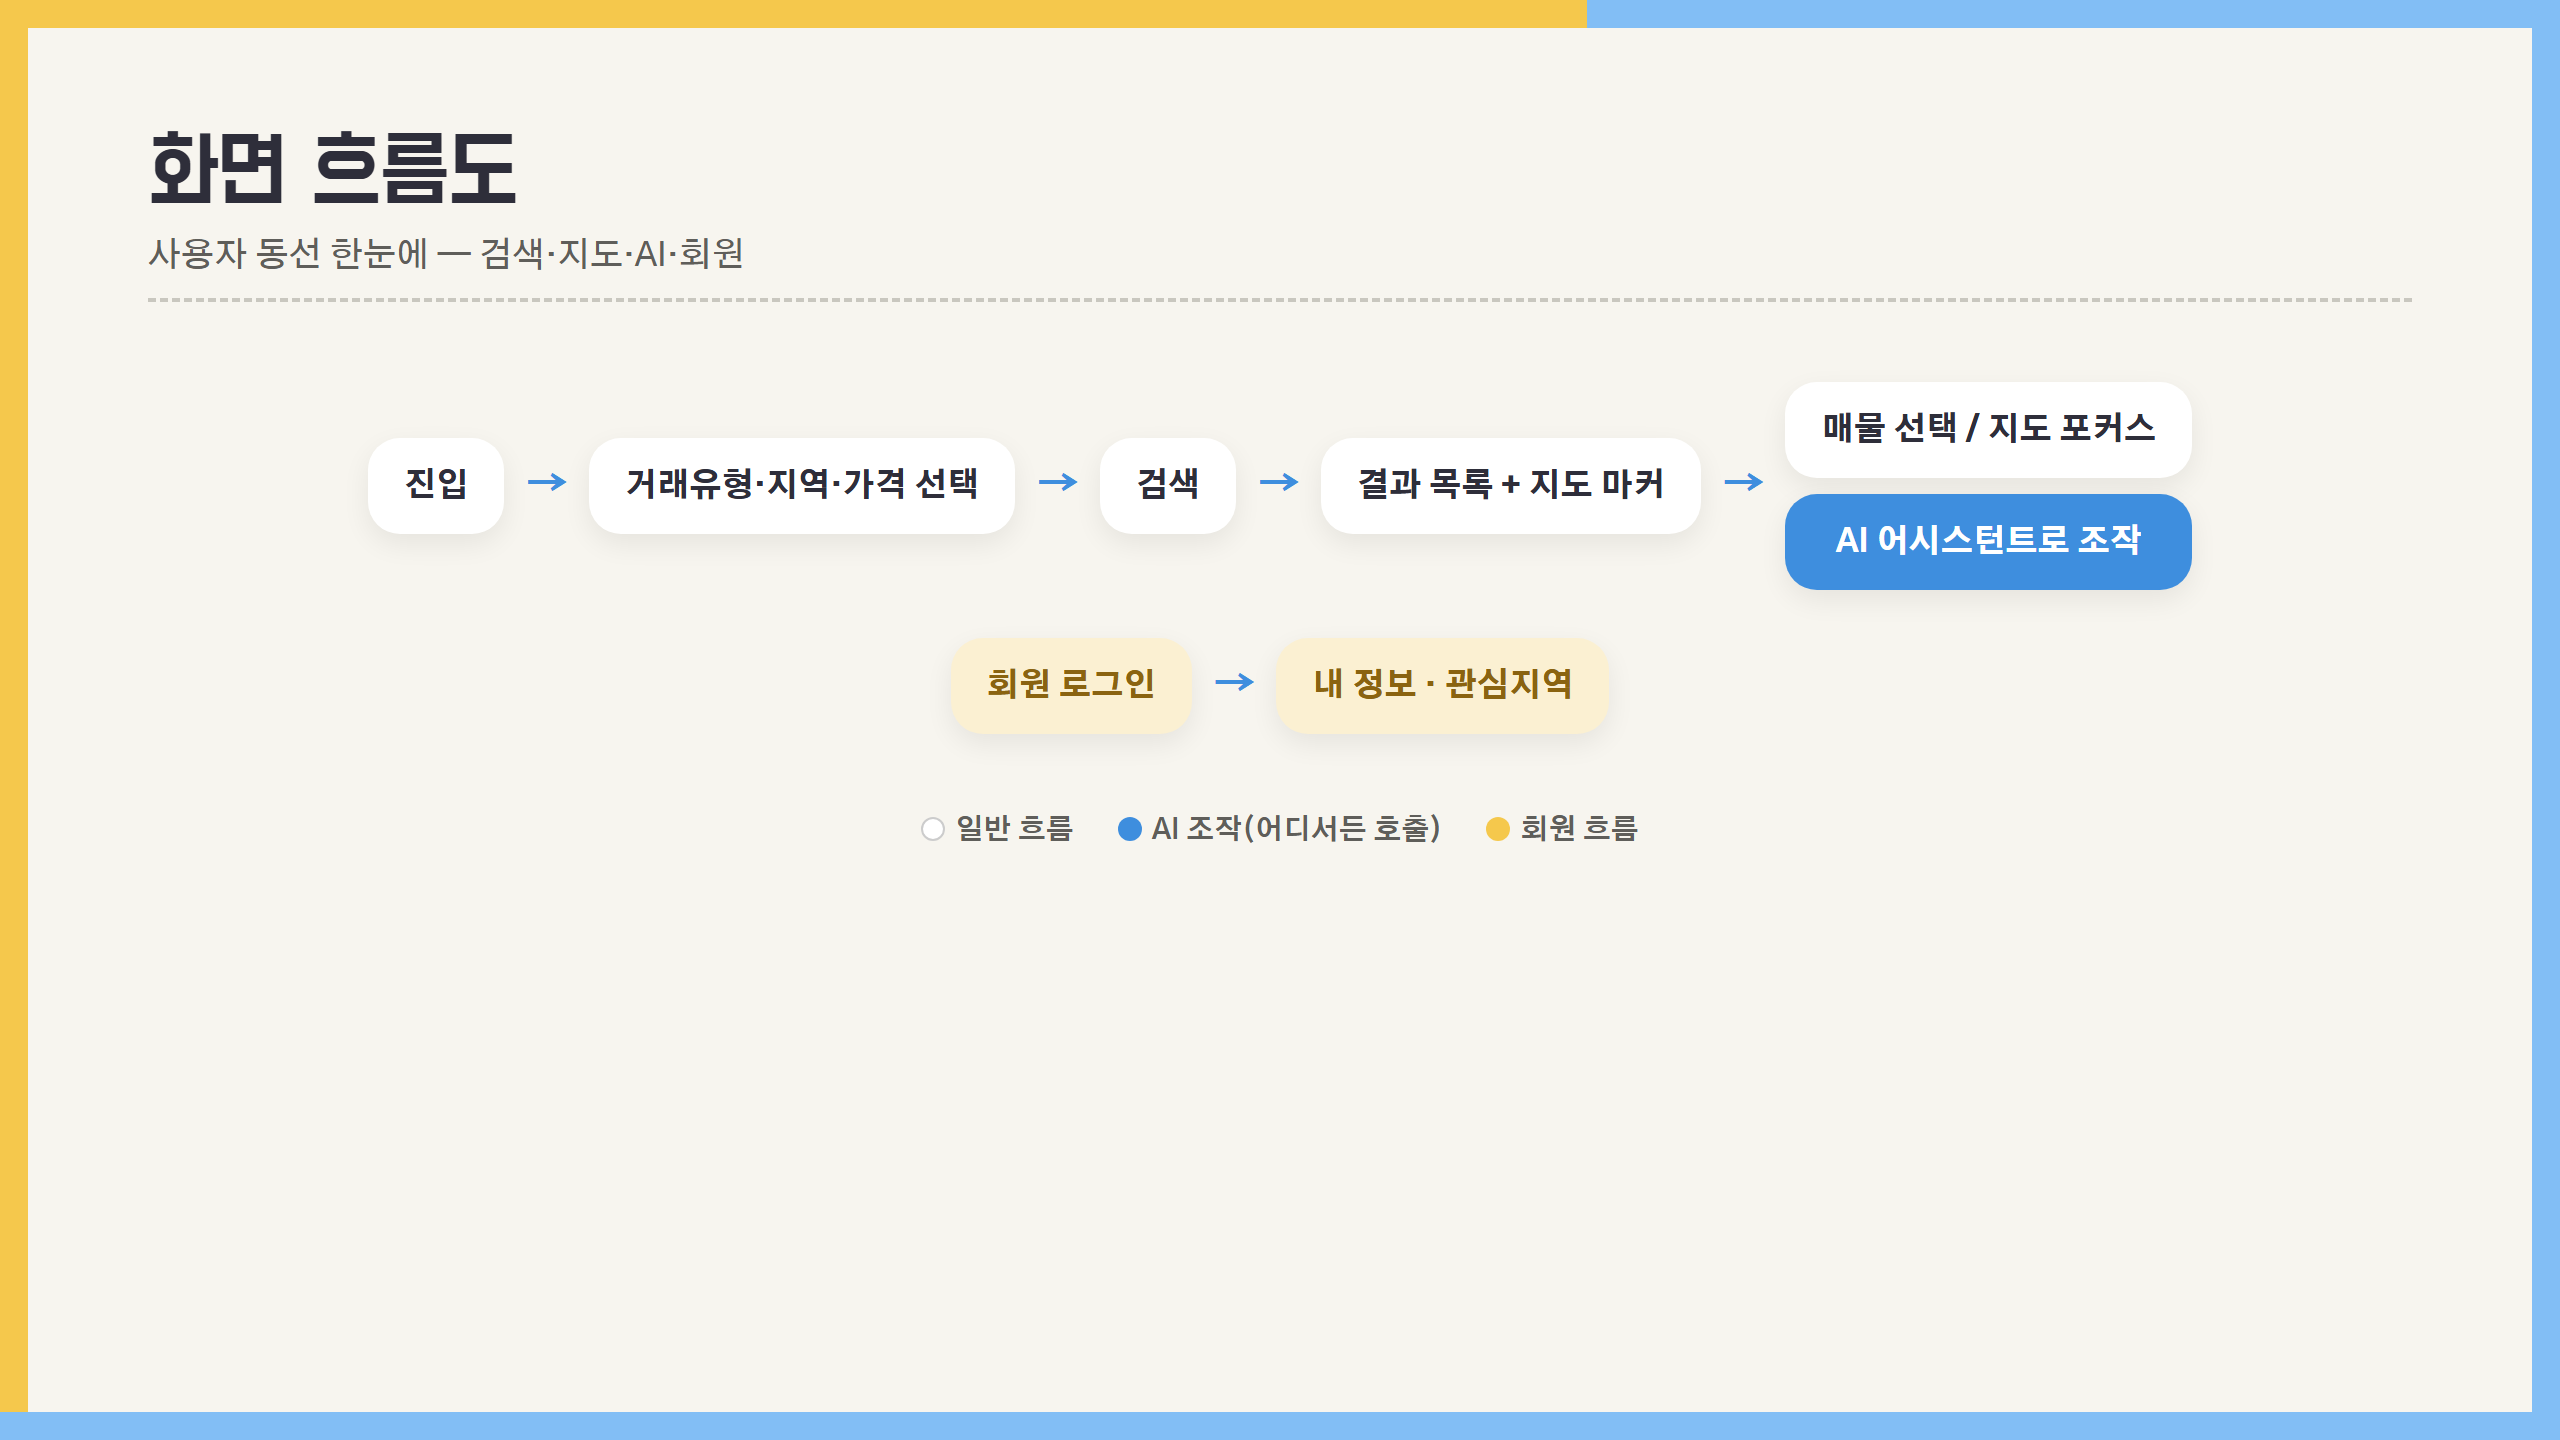 화면 흐름도
사용자 동선 한눈에 — 검색·지도·AI·회원
진입 → 거래유형·지역·가격 선택 → 검색 → 결과 목록 + 지도 마커 →
매물 선택 / 지도 포커스
AI 어시스턴트로 조작
회원 로그인 → 내 정보 · 관심지역
일반 흐름 AI 조작(어디서든 호출) 회원 흐름